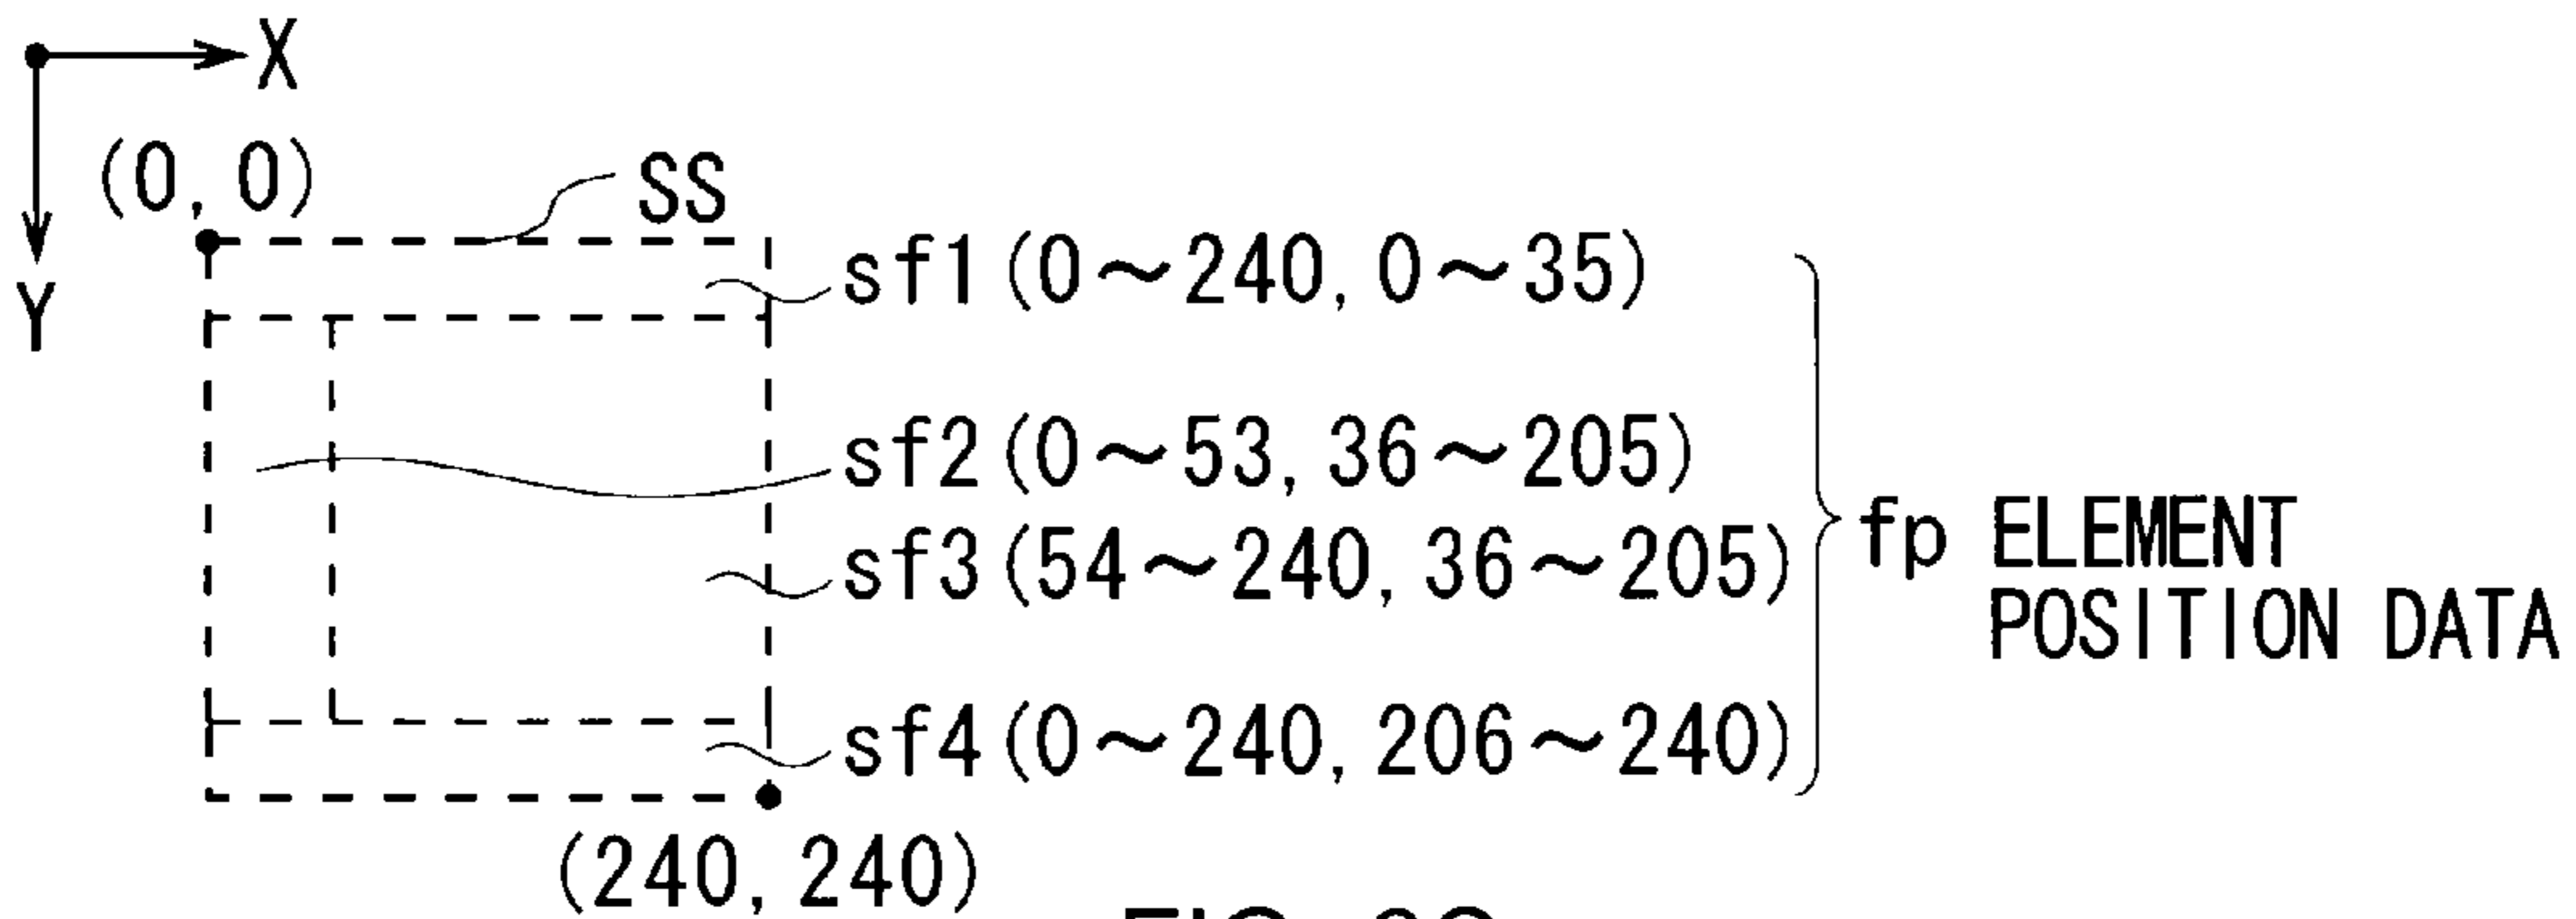 X
Y
(0, 0)
SS
sf1 (0～240, 0～35)
sf2 (0～53, 36～205)
sf3 (54～240, 36～205)
sf4 (0～240, 206～240)
fp ELEMENT
POSITION DATA
(240, 240)